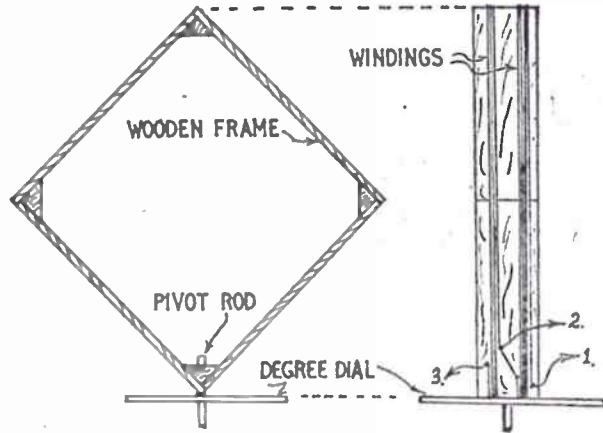 WINDINGS
WOODEN FRAME
PIVOT ROD
DEGREE DIAL
2.
3.
1.